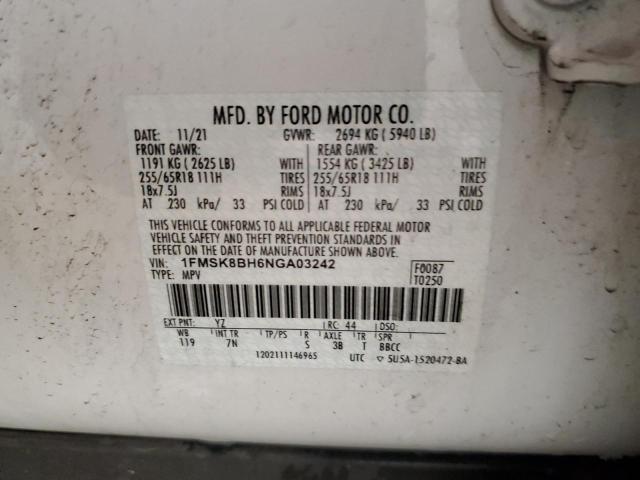 MFD. BY FORD MOTOR CO.
DATE: 11/21 GVWR: 2694 KG ( 5940 LB)
FRONT GAWR: REAR GAWR:
1191 KG ( 2625 LB) WITH 1554 KG ( 3425 LB) WITH
255/65R18 111H TIRES 255/65R18 111H TIRES
18x7.5J RIMS 18x7.5J RIMS
AT 230 kPa/ 33 PSI COLD AT 230 kPa/ 33 PSI COLD
THIS VEHICLE CONFORMS TO ALL APPLICABLE FEDERAL MOTOR
VEHICLE SAFETY AND THEFT PREVENTION STANDARDS IN
EFFECT ON THE DATE OF MANUFACTURE SHOWN ABOVE.
VIN: 1FMSK8BH6NGA03242 F0087
TYPE: MPV T0250
EXT PNT: YZ RC: 44 DSO:
WB INT TR TP/PS R AXLE TR SPR
119 7N S 3B T BBCC
1202111146965 UTC ▽ 5U5A-1520472-BA